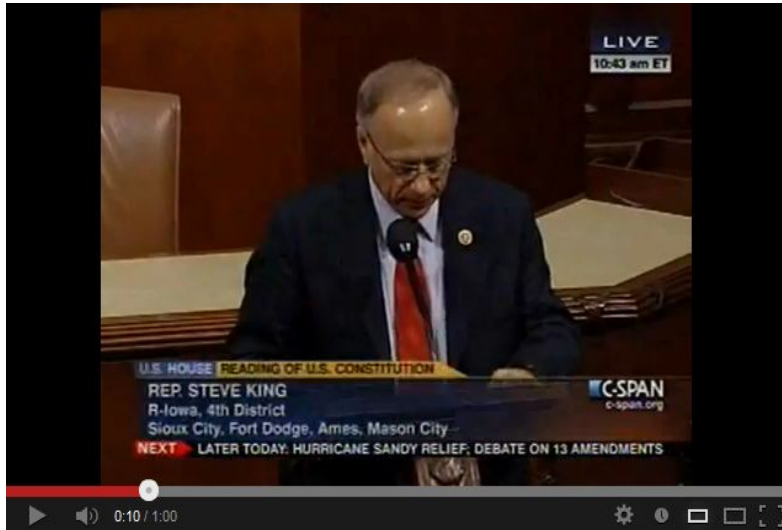 LIVE
10:43 am ET
U.S. HOUSE READING OF U.S. CONSTITUTION
REP. STEVE KING
R-Iowa, 4th District
Sioux City, Fort Dodge, Ames, Mason City
C-SPAN
c-span.org
NEXT LATER TODAY: HURRICANE SANDY RELIEF; DEBATE ON 13 AMENDMENTS
0:10 / 1:00